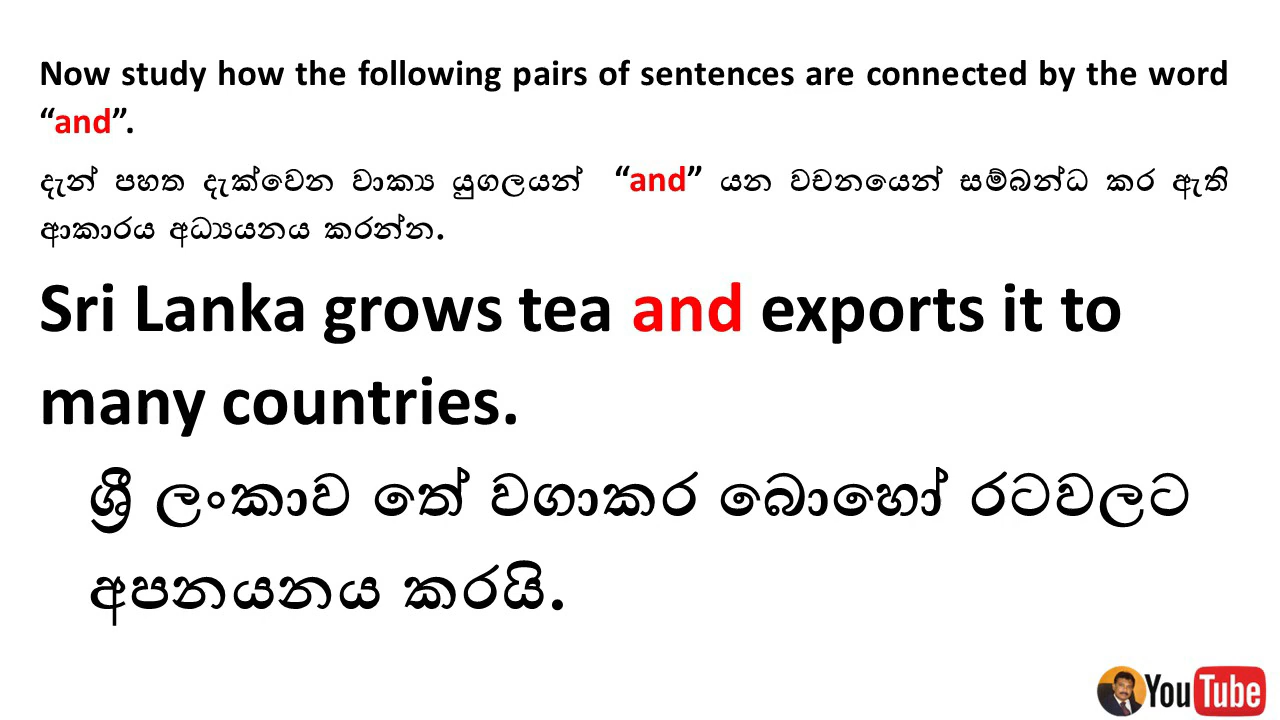 Now study how the following pairs of sentences are connected by the word
“and”.
දැන් පහත දැක්වෙන වාක්‍ය යුගලයන් “and” යන වචනයෙන් සම්බන්ධ කර ඇති
ආකාරය අධ්‍යයනය කරන්න.
Sri Lanka grows tea and exports it to
many countries.
ශ්‍රී ලංකාව තේ වගාකර බොහෝ රටවලට
අපනයනය කරයි.
YouTube